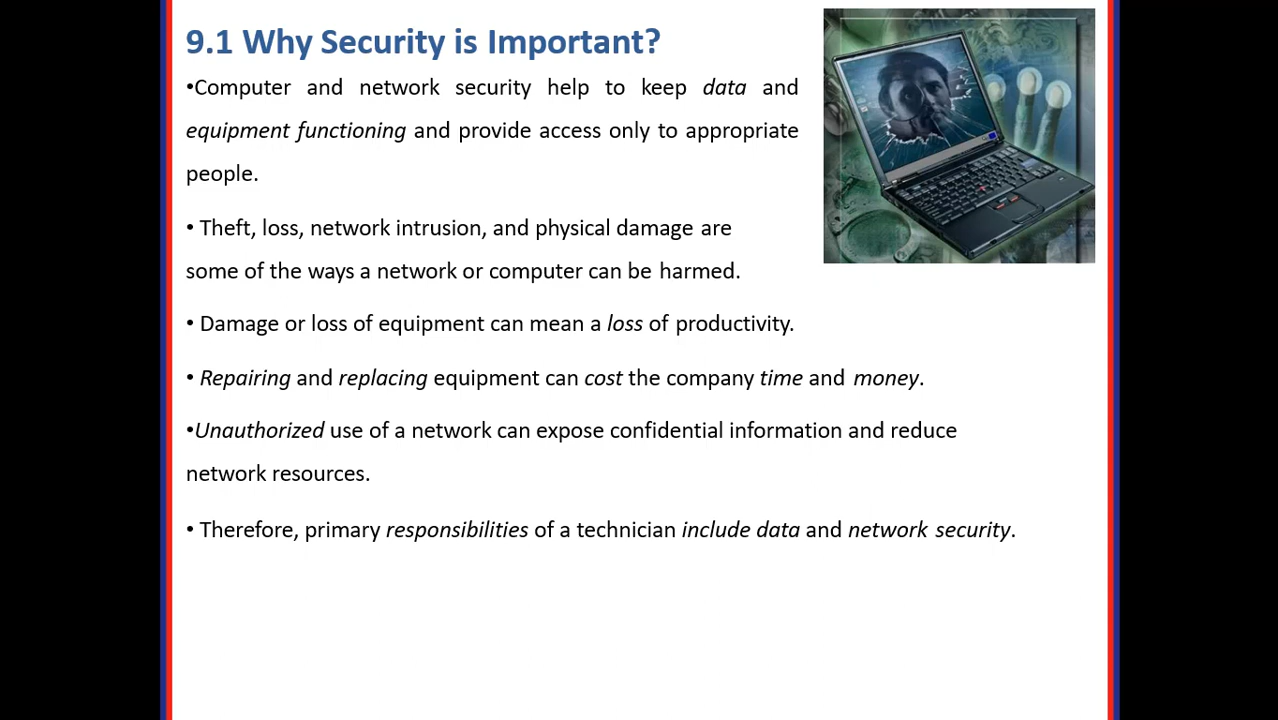 9.1 Why Security is Important?
•Computer and network security help to keep data and
equipment functioning and provide access only to appropriate
people.
• Theft, loss, network intrusion, and physical damage are
some of the ways a network or computer can be harmed.
• Damage or loss of equipment can mean a loss of productivity.
• Repairing and replacing equipment can cost the company time and money.
•Unauthorized use of a network can expose confidential information and reduce
network resources.
• Therefore, primary responsibilities of a technician include data and network security.